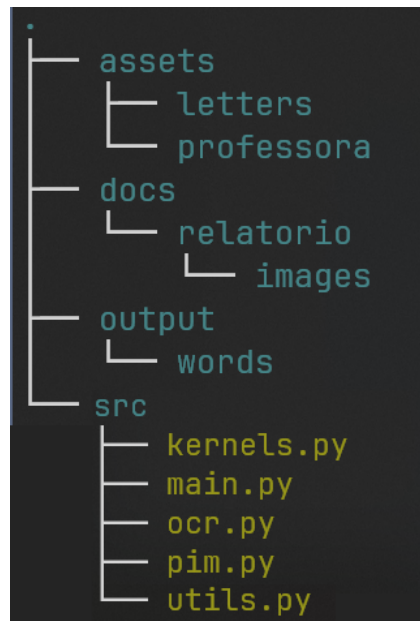 .
assets
letters
professora
docs
relatorio
images
output
words
src
kernels.py
main.py
ocr.py
pim.py
utils.py